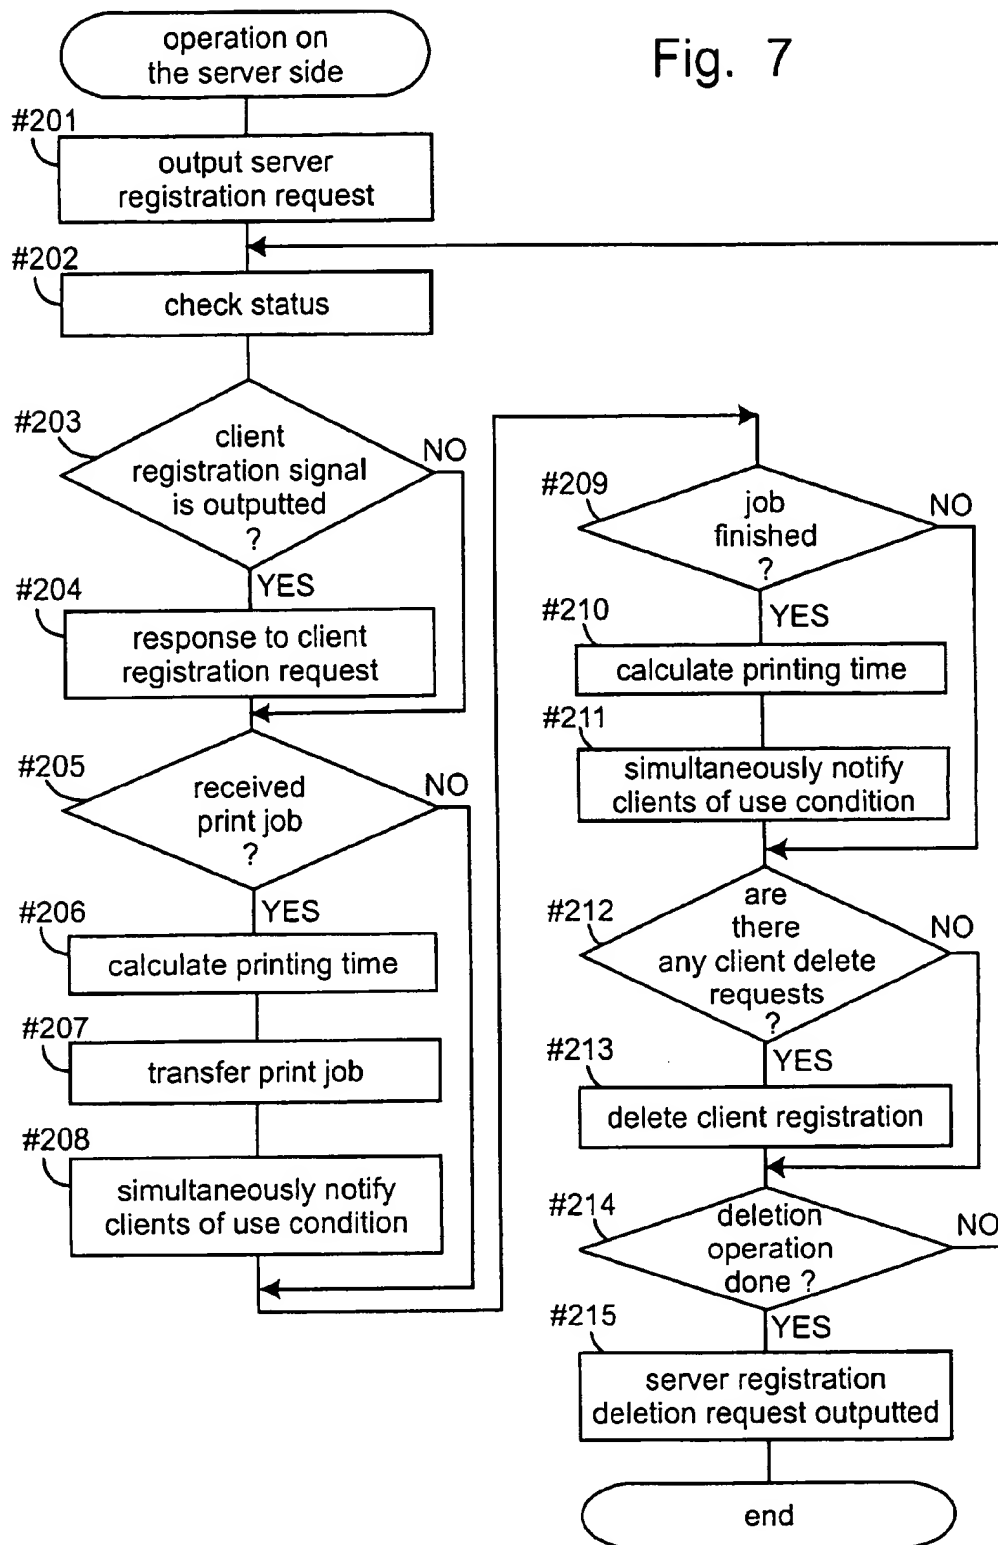 Fig. 7
operation on
the server side
#201
output server
registration request
#202
check status
#203
client
registration signal
is outputted
?
NO
YES
#204
response to client
registration request
#205
received
print job
?
NO
YES
#206
calculate printing time
#207
transfer print job
#208
simultaneously notify
clients of use condition
#209
job
finished
?
NO
YES
#210
calculate printing time
#211
simultaneously notify
clients of use condition
#212
are
there
any client delete
requests
?
NO
YES
#213
delete client registration
#214
deletion
operation
done ?
NO
YES
#215
server registration
deletion request outputted
end